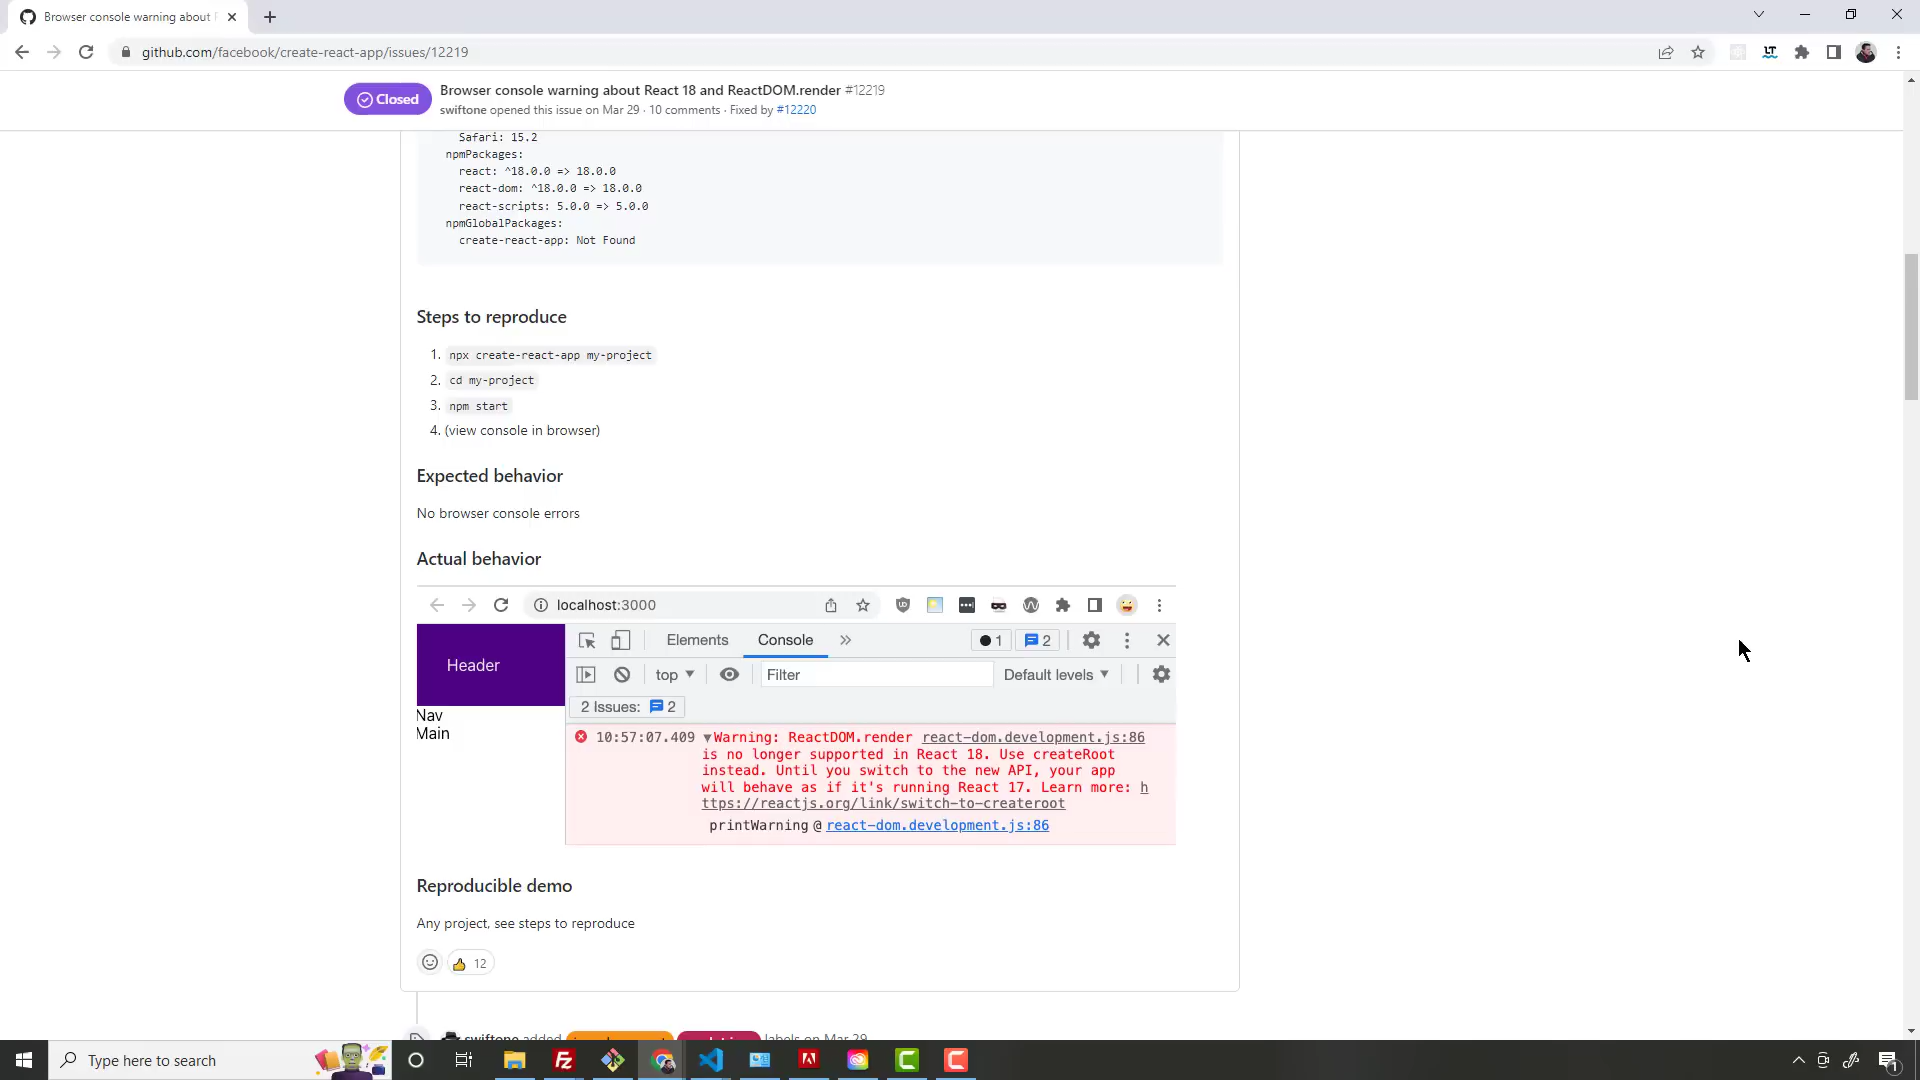 Browser console warning about
github.com/facebook/create-react-app/issues/12219
LT
Closed
Browser console warning about React 18 and ReactDOM.render #12219
swiftone opened this issue on Mar 29 · 10 comments · Fixed by #12220
Safari: 15.2
npmPackages:
react: ^18.0.0 => 18.0.0
react-dom: ^18.0.0 => 18.0.0
react-scripts: 5.0.0 => 5.0.0
npmGlobalPackages:
create-react-app: Not Found
Steps to reproduce
1. npx create-react-app my-project
2. cd my-project
3. npm start
4. (view console in browser)
Expected behavior
No browser console errors
Actual behavior
localhost:3000
Header
Elements Console » 1 2
top Filter Default levels
2 Issues: 2
Nav
Main
10:57:07.409 Warning: ReactDOM.render react-dom.development.js:86
is no longer supported in React 18. Use createRoot
instead. Until you switch to the new API, your app
will behave as if it's running React 17. Learn more: h
ttps://reactjs.org/link/switch-to-createroot
printWarning @ react-dom.development.js:86
Reproducible demo
Any project, see steps to reproduce
12
swiftone added labels on Mar 29
Type here to search
Fz
1